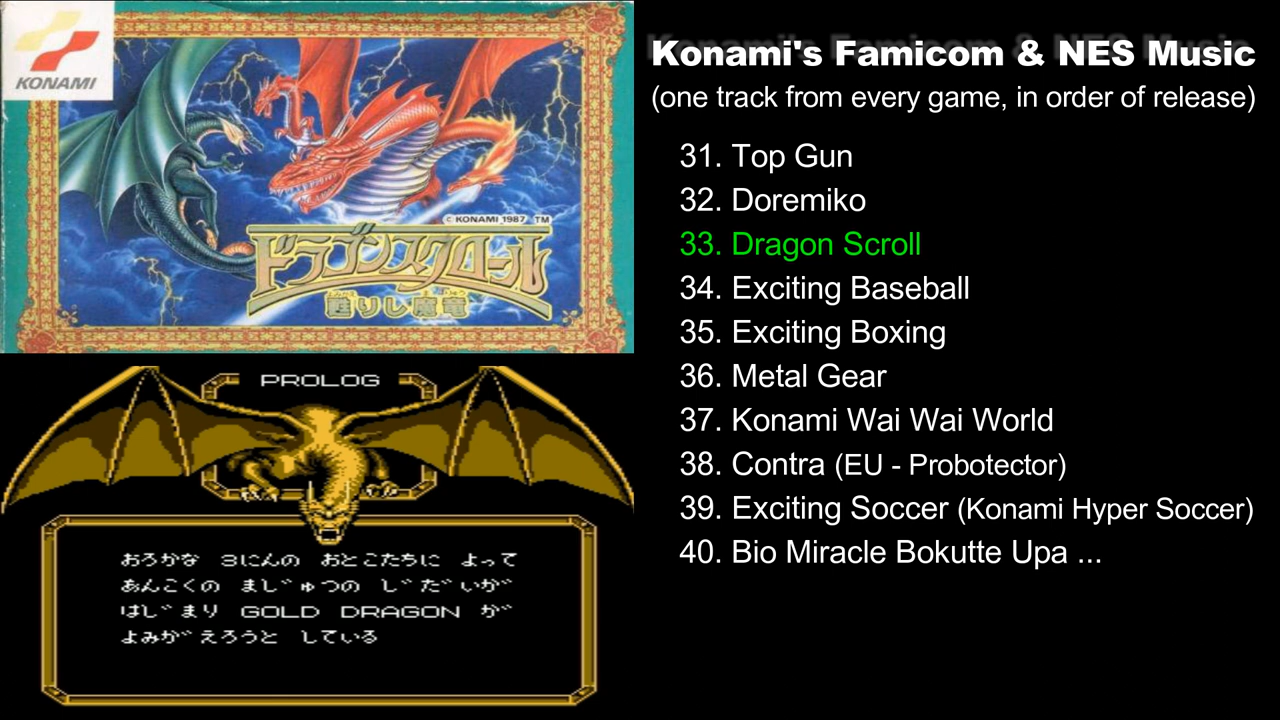 KONAMI
© KONAMI 1987 TM
ドラゴンスクロール
甦りし魔竜
PROLOG
おろかな 3にんの おとこたちに よって
あんこくの まじゅつの じだいが
はじまり GOLD DRAGON が
よみがえろうと している
Konami's Famicom & NES Music
(one track from every game, in order of release)
31. Top Gun
32. Doremiko
33. Dragon Scroll
34. Exciting Baseball
35. Exciting Boxing
36. Metal Gear
37. Konami Wai Wai World
38. Contra (EU - Probotector)
39. Exciting Soccer (Konami Hyper Soccer)
40. Bio Miracle Bokutte Upa ...